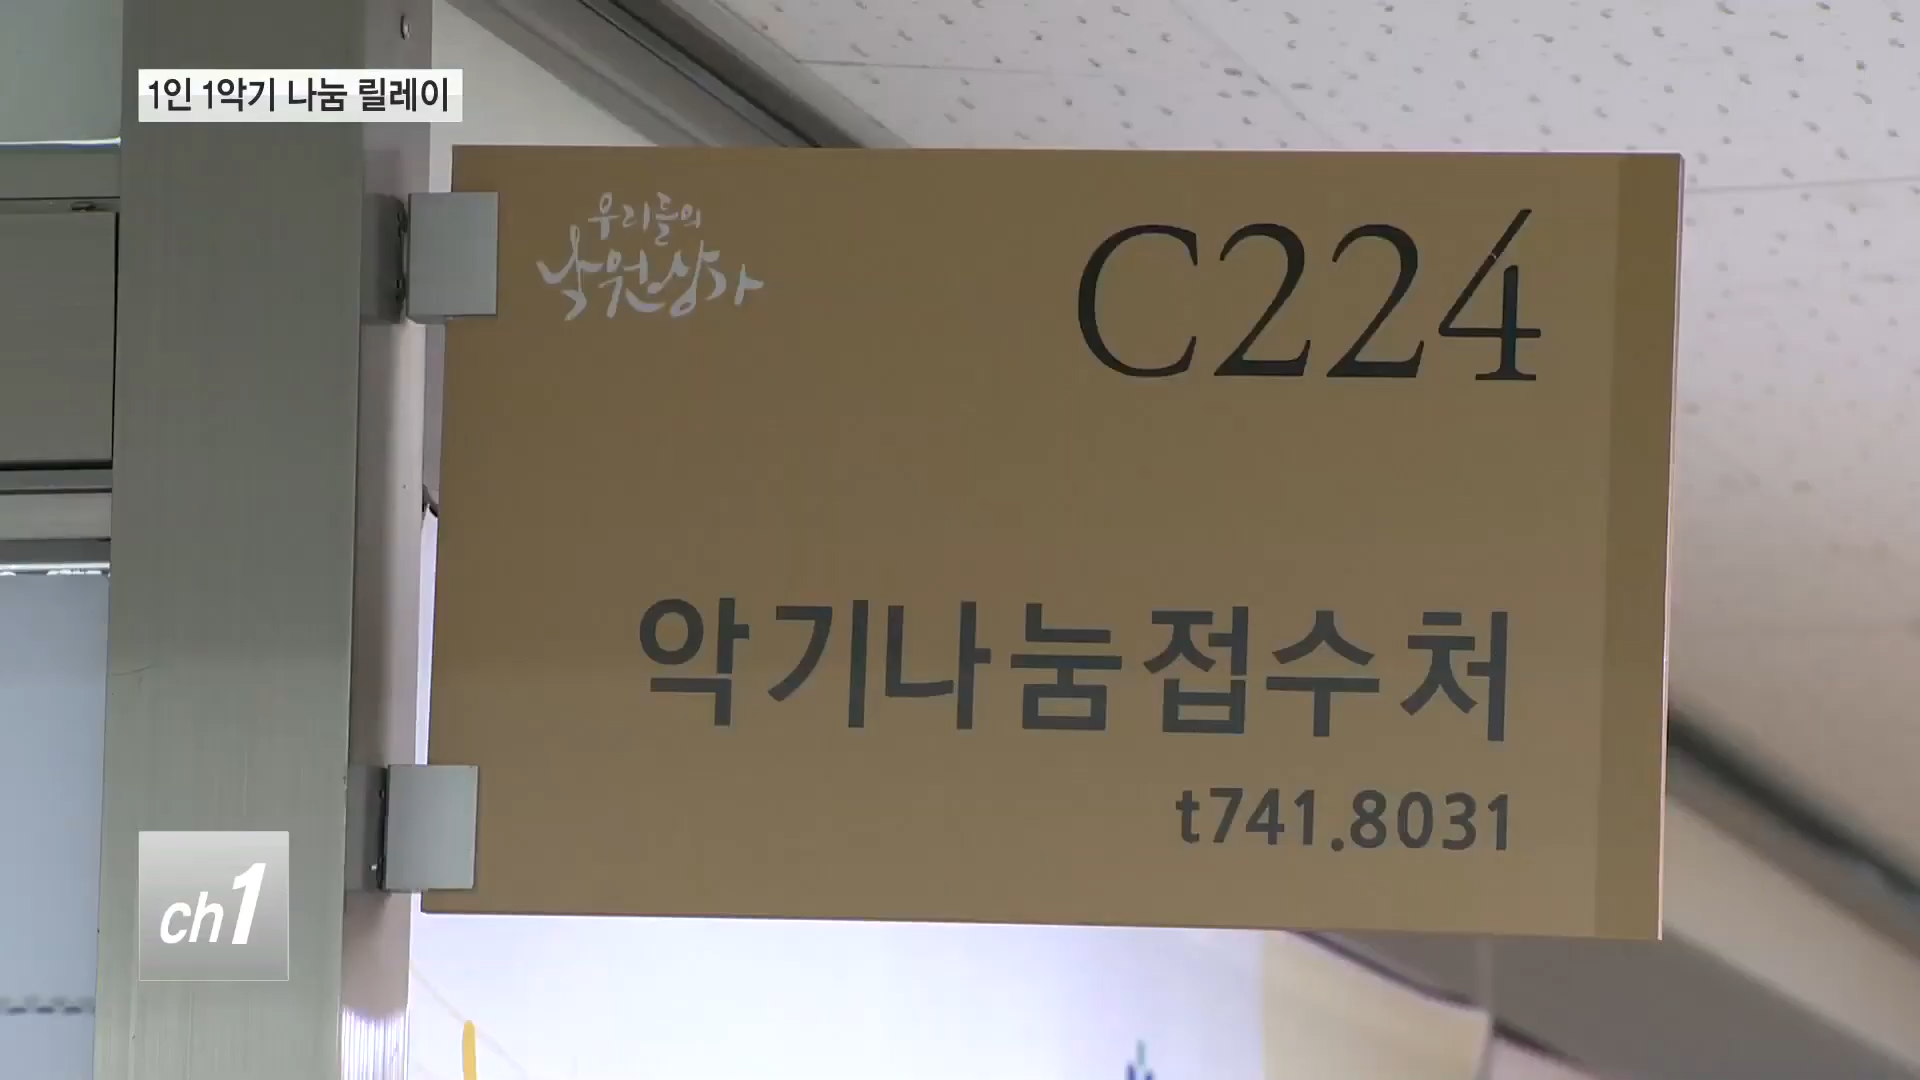 1인 1악기 나눔 릴레이
우리들의
낙원상가
C224
악기나눔접수처
t741.8031
ch1